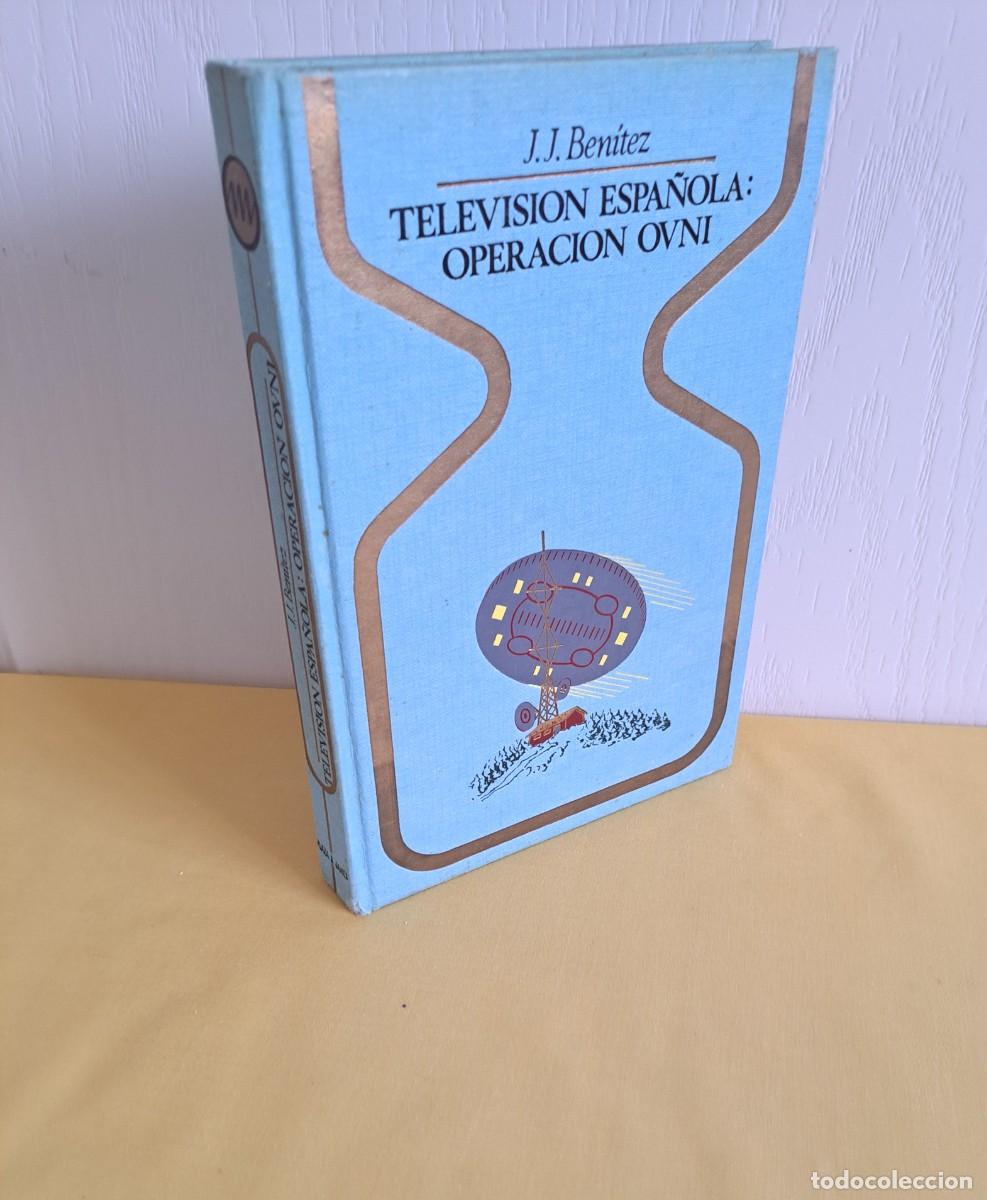 J.J. Benítez
TELEVISION ESPAÑOLA:
OPERACION OVNI
J.J. Benítez
TELEVISION ESPAÑOLA: OPERACION OVNI
todocoleccion